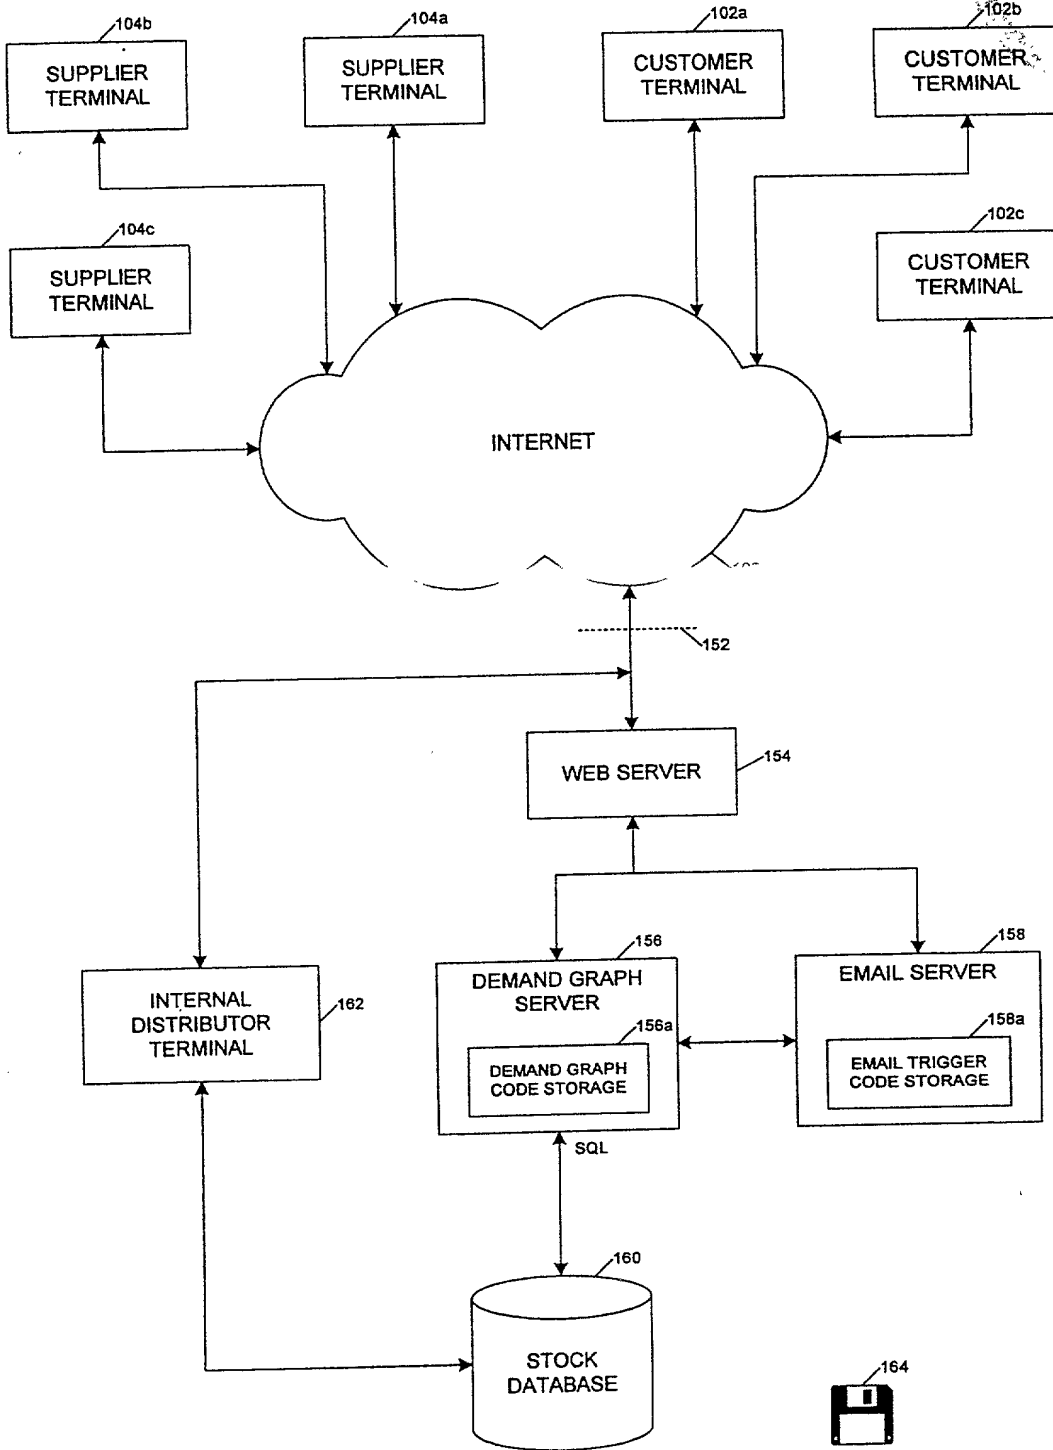 104b
104a
102a
102b
SUPPLIER
TERMINAL
SUPPLIER
TERMINAL
CUSTOMER
TERMINAL
CUSTOMER
TERMINAL
104c
102c
SUPPLIER
TERMINAL
CUSTOMER
TERMINAL
INTERNET
152
WEB SERVER
154
156
158
DEMAND GRAPH
SERVER
EMAIL SERVER
INTERNAL
DISTRIBUTOR
TERMINAL
162
156a
158a
DEMAND GRAPH
CODE STORAGE
EMAIL TRIGGER
CODE STORAGE
SQL
160
STOCK
DATABASE
164